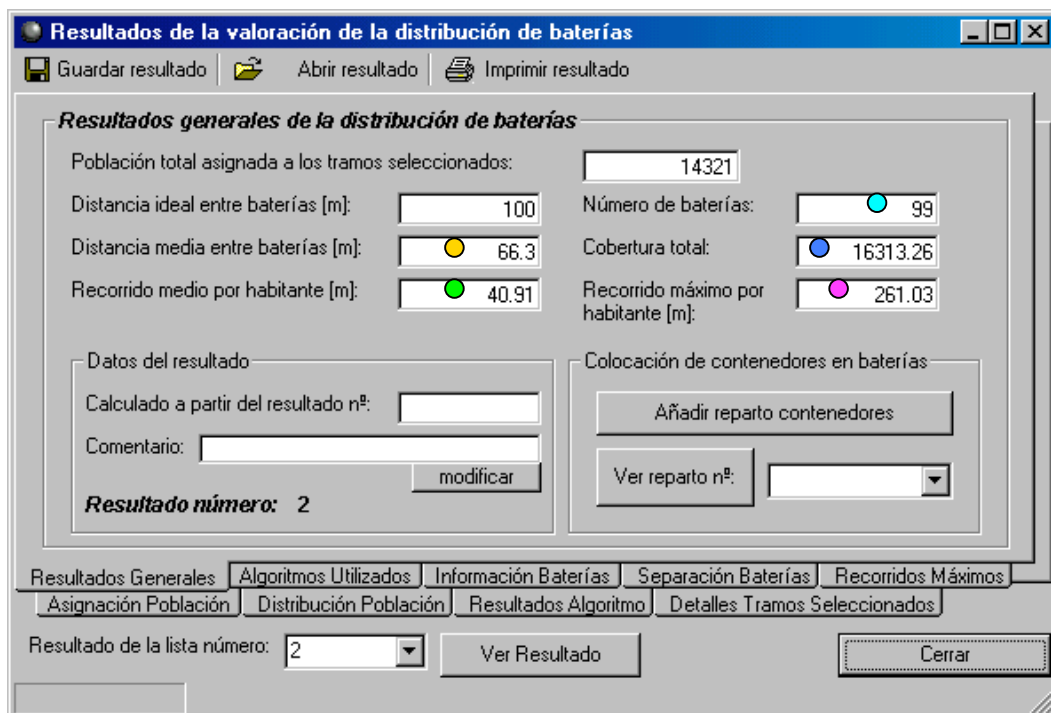 Resultados de la valoración de la distribución de baterías
Guardar resultado Abrir resultado Imprimir resultado
Resultados generales de la distribución de baterías
Población total asignada a los tramos seleccionados: 14321
Distancia ideal entre baterías [m]: 100 Número de baterías: 99
Distancia media entre baterías [m]: 66.3 Cobertura total: 16313.26
Recorrido medio por habitante [m]: 40.91 Recorrido máximo por habitante [m]: 261.03
Datos del resultado
Calculado a partir del resultado nº:
Comentario:
modificar
Resultado número: 2
Colocación de contenedores en baterías
Añadir reparto contenedores
Ver reparto nº:
Resultados Generales Algoritmos Utilizados Información Baterías Separación Baterías Recorridos Máximos
Asignación Población Distribución Población Resultados Algoritmo Detalles Tramos Seleccionados
Resultado de la lista número: 2 Ver Resultado Cerrar